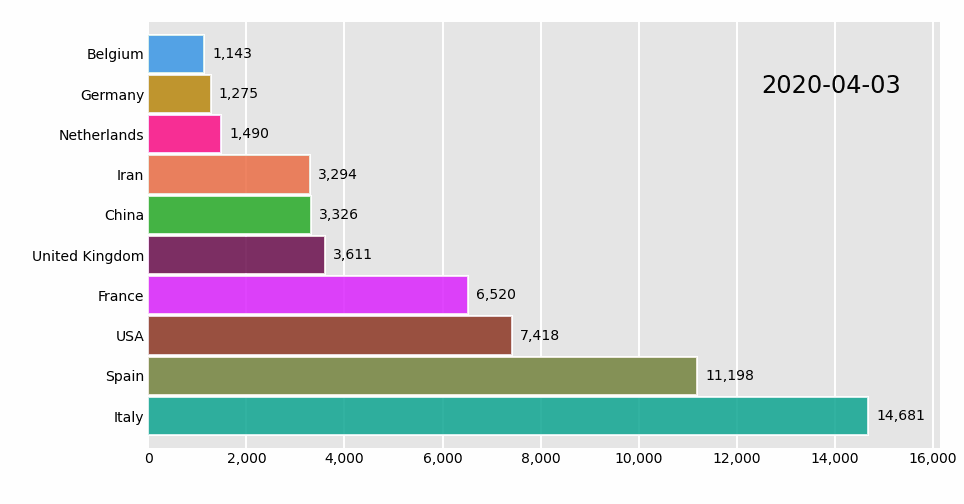 Belgium 1,143
2020-04-03
Germany 1,275
Netherlands 1,490
Iran 3,294
China 3,326
United Kingdom 3,611
France 6,520
USA 7,418
Spain 11,198
Italy 14,681
0 2,000 4,000 6,000 8,000 10,000 12,000 14,000 16,000